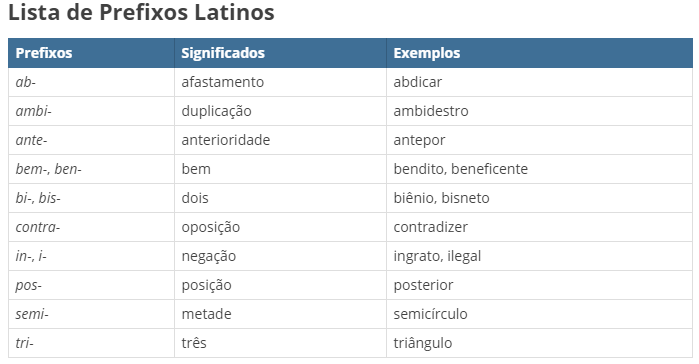 Lista de Prefixos Latinos
Prefixos Significados Exemplos
ab- afastamento abdicar
ambi- duplicação ambidestro
ante- anterioridade antepor
bem-, ben- bem bendito, beneficente
bi-, bis- dois biênio, bisneto
contra- oposição contradizer
in-, i- negação ingrato, ilegal
pos- posição posterior
semi- metade semicírculo
tri- três triângulo